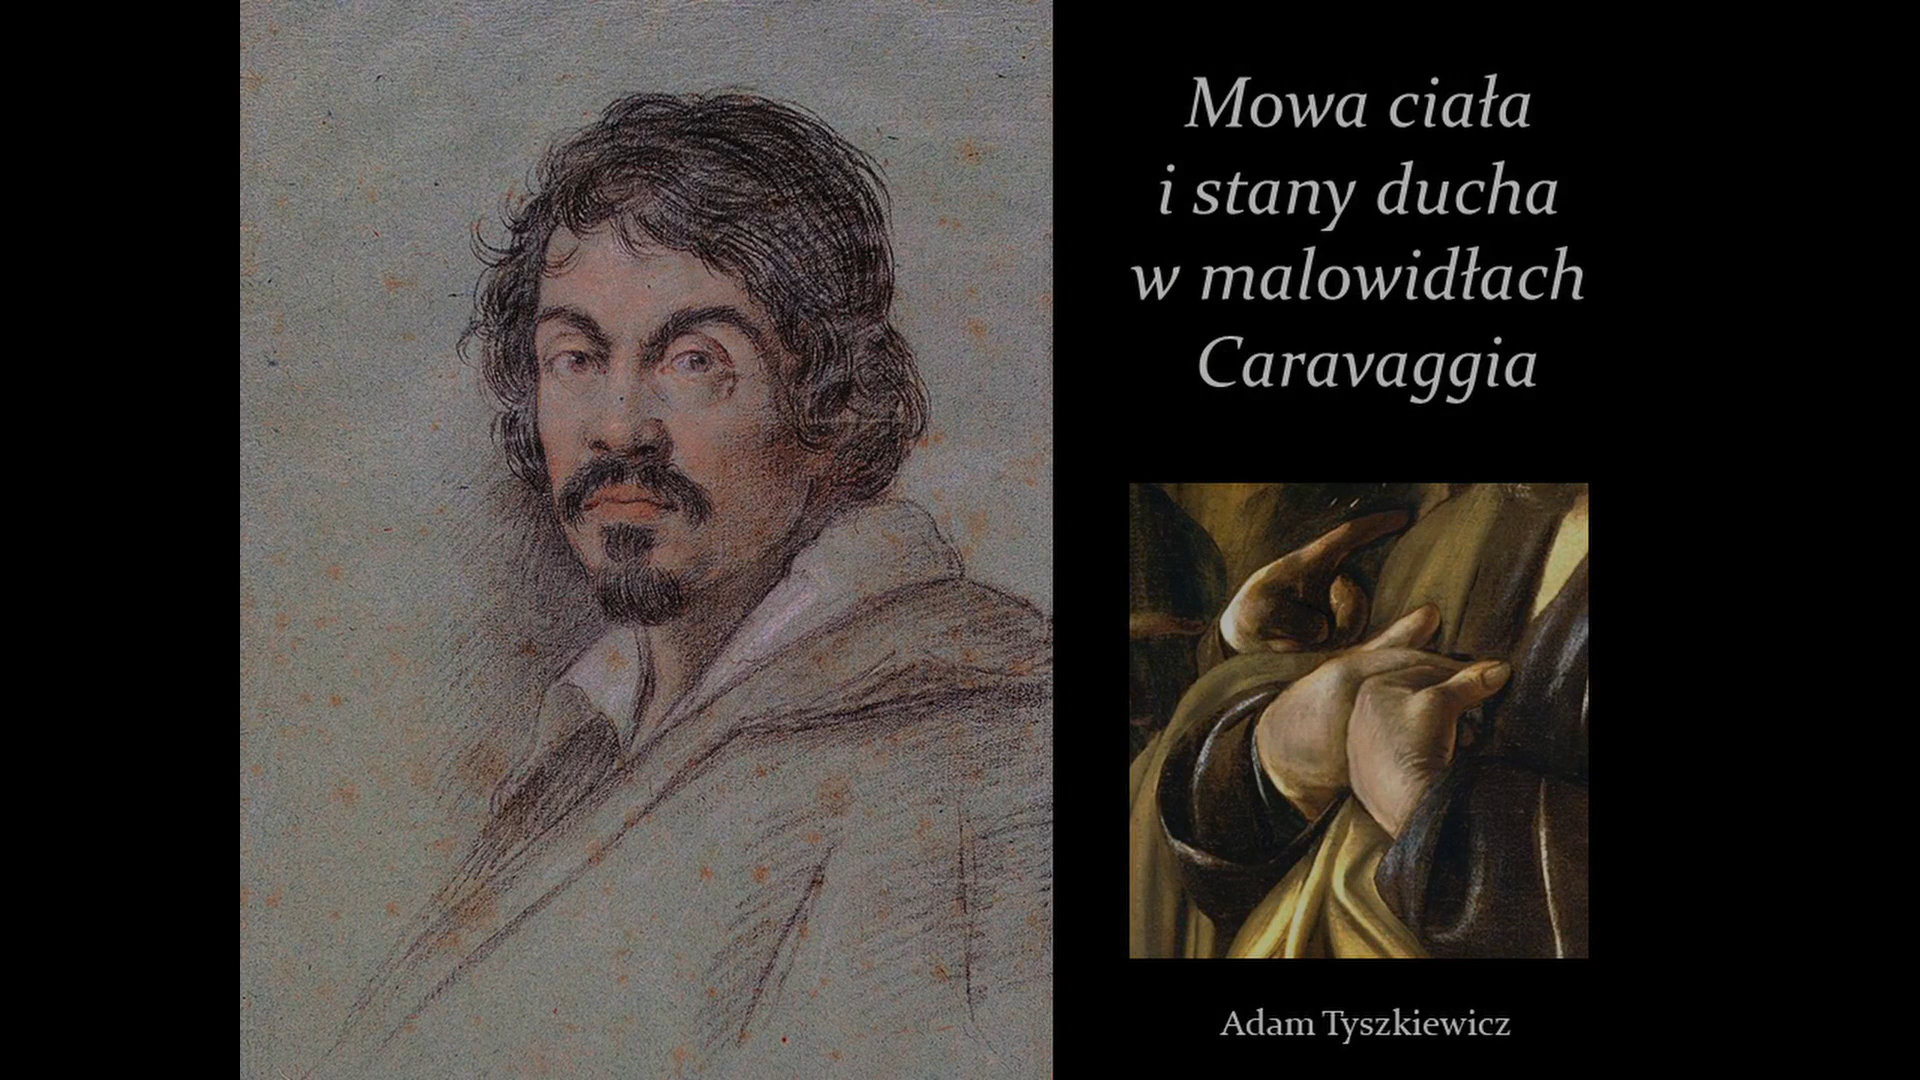 Mowa ciała
i stany ducha
w malowidłach
Caravaggia
Adam Tyszkiewicz